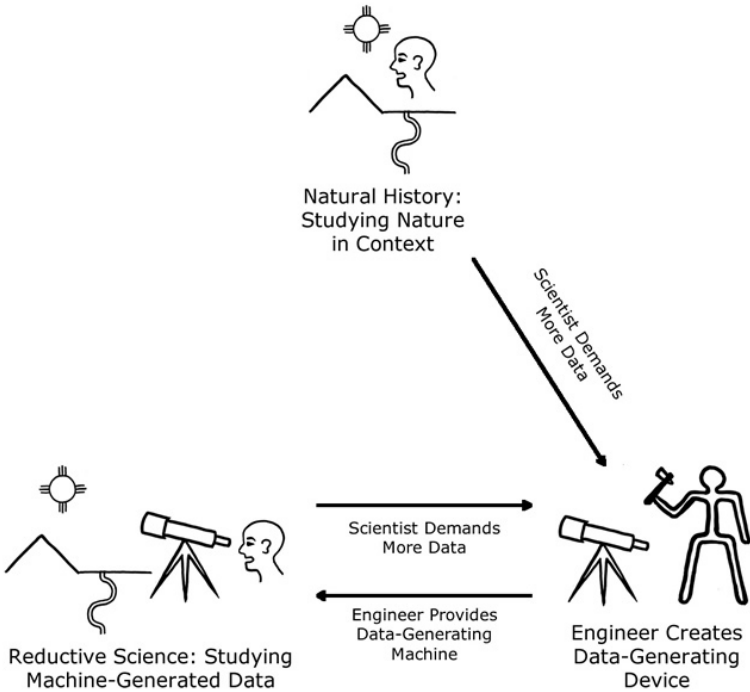 Natural History:
Studying Nature
in Context
Scientist Demands
More Data
Scientist Demands
More Data
Engineer Provides
Data-Generating
Machine
Reductive Science: Studying
Machine-Generated Data
Engineer Creates
Data-Generating
Device